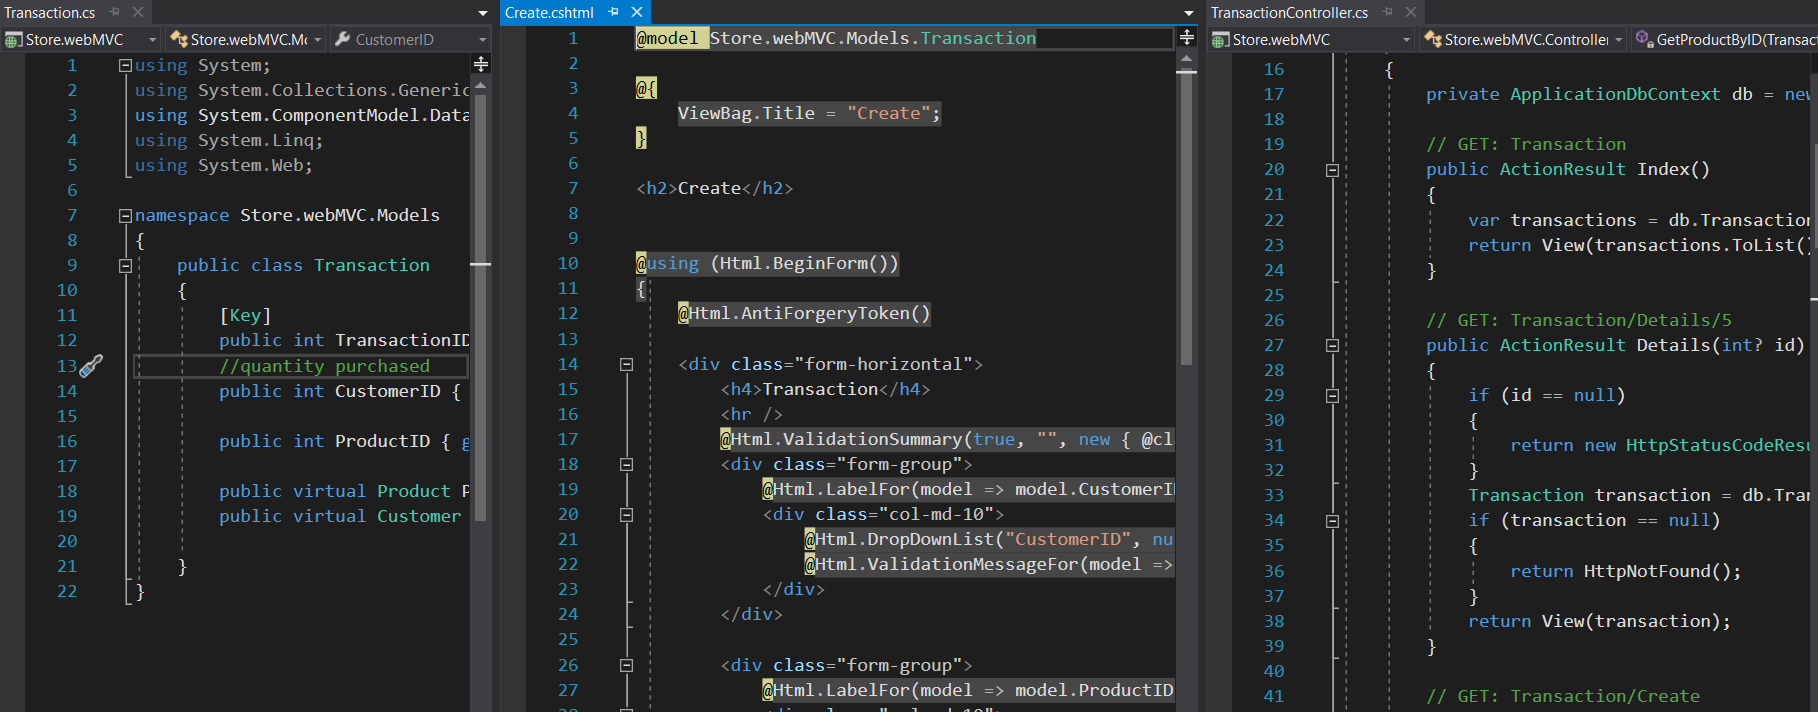 Transaction.cs
Store.webMVC
Store.webMVC.Mo
CustomerID
1 using System;
2 using System.Collections.Generic
3 using System.ComponentModel.Data
4 using System.Linq;
5 using System.Web;
6
7 namespace Store.webMVC.Models
8 {
9 public class Transaction
10 {
11 [Key]
12 public int TransactionID
13 //quantity purchased
14 public int CustomerID {
15
16 public int ProductID { g
17
18 public virtual Product P
19 public virtual Customer
20
21 }
22 }
Create.cshtml
1 @model Store.webMVC.Models.Transaction
2
3 @{
4 ViewBag.Title = "Create";
5 }
6
7 <h2>Create</h2>
8
9
10 @using (Html.BeginForm())
11 {
12 @Html.AntiForgeryToken()
13
14 <div class="form-horizontal">
15 <h4>Transaction</h4>
16 <hr />
17 @Html.ValidationSummary(true, "", new { @cl
18 <div class="form-group">
19 @Html.LabelFor(model => model.CustomerI
20 <div class="col-md-10">
21 @Html.DropDownList("CustomerID", nu
22 @Html.ValidationMessageFor(model =>
23 </div>
24 </div>
25
26 <div class="form-group">
27 @Html.LabelFor(model => model.ProductID
TransactionController.cs
Store.webMVC
Store.webMVC.Controller
GetProductByID(Transac
16 {
17 private ApplicationDbContext db = new
18
19 // GET: Transaction
20 public ActionResult Index()
21 {
22 var transactions = db.Transaction
23 return View(transactions.ToList()
24 }
25
26 // GET: Transaction/Details/5
27 public ActionResult Details(int? id)
28 {
29 if (id == null)
30 {
31 return new HttpStatusCodeResu
32 }
33 Transaction transaction = db.Tran
34 if (transaction == null)
35 {
36 return HttpNotFound();
37 }
38 return View(transaction);
39 }
40
41 // GET: Transaction/Create